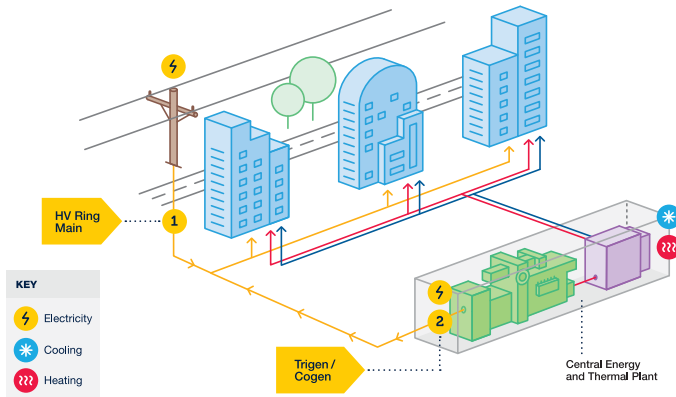 HV Ring
Main
1
KEY
Electricity
Cooling
Heating
2
Trigen /
Cogen
Central Energy
and Thermal Plant